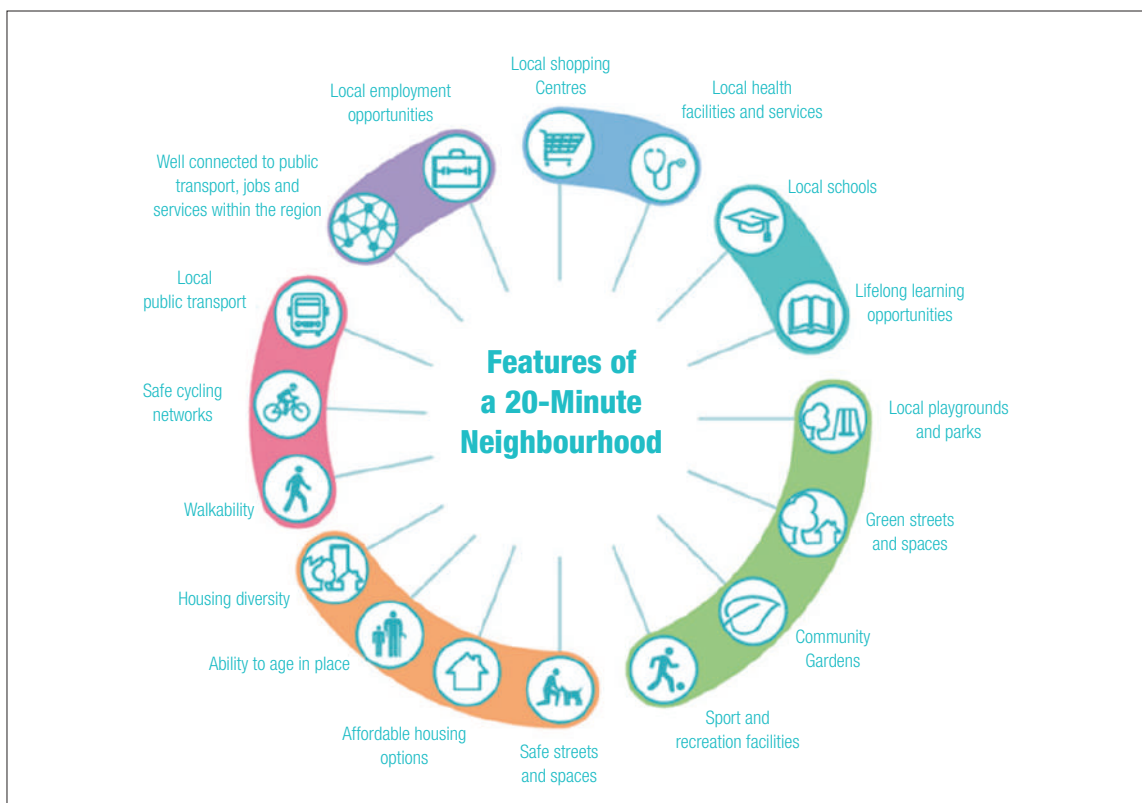 Features of
a 20-Minute
Neighbourhood
Local shopping
Centres
Local health
facilities and services
Local schools
Lifelong learning
opportunities
Local playgrounds
and parks
Green streets
and spaces
Community
Gardens
Sport and
recreation facilities
Safe streets
and spaces
Affordable housing
options
Ability to age in place
Housing diversity
Walkability
Safe cycling
networks
Local
public transport
Well connected to public
transport, jobs and
services within the region
Local employment
opportunities